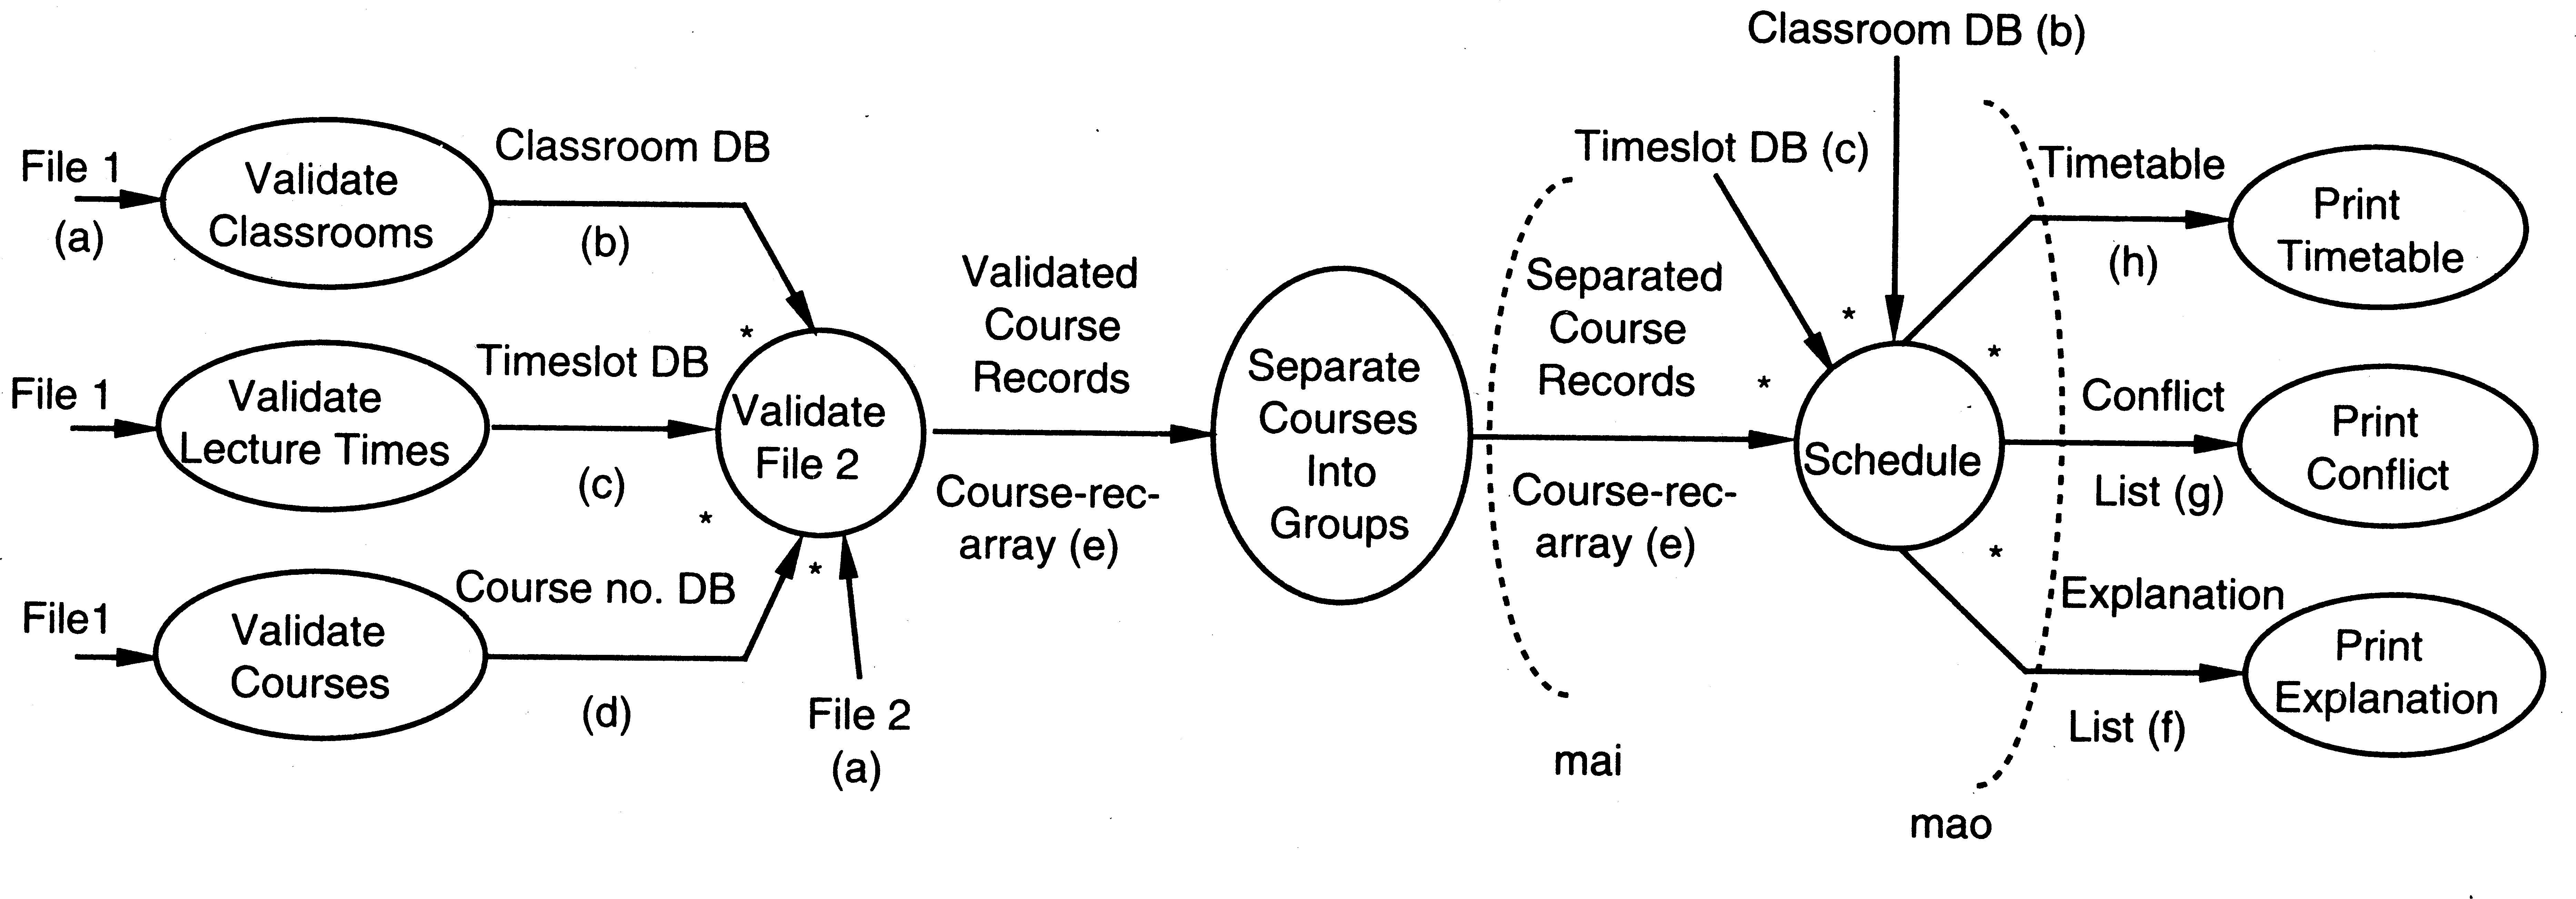 File 1
(a)
Validate
Classrooms
Classroom DB
(b)
File 1
Validate
Lecture Times
Timeslot DB
(c)
File1
Validate
Courses
Course no. DB
(d)
*
*
*
Validate
File 2
File 2
(a)
Validated
Course
Records
Course-rec-
array (e)
Separate
Courses
Into
Groups
Separated
Course
Records
Course-rec-
array (e)
mai
Timeslot DB (c)
Classroom DB (b)
*
*
Schedule
*
*
mao
Timetable
(h)
Print
Timetable
Conflict
List (g)
Print
Conflict
Explanation
List (f)
Print
Explanation